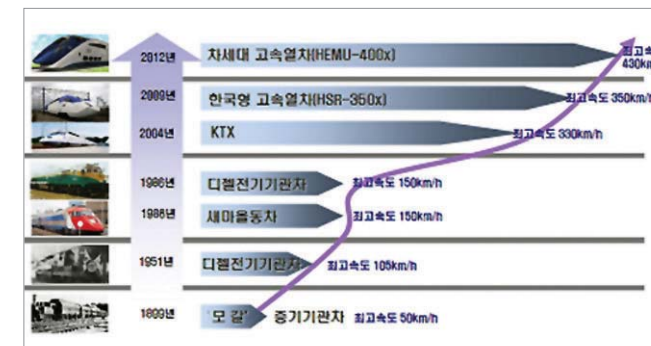 2012년 차세대 고속열차(HEMU-400x) 최고속
430km
2009년 한국형 고속열차(HSR-350x) 최고속도 350km/h
2004년 KTX 최고속도 330km/h
1986년 디젤전기기관차 최고속도 150km/h
1986년 새마을동차 최고속도 150km/h
1951년 디젤전기기관차 최고속도 105km/h
1899년 '모갈' 증기기관차 최고속도 50km/h